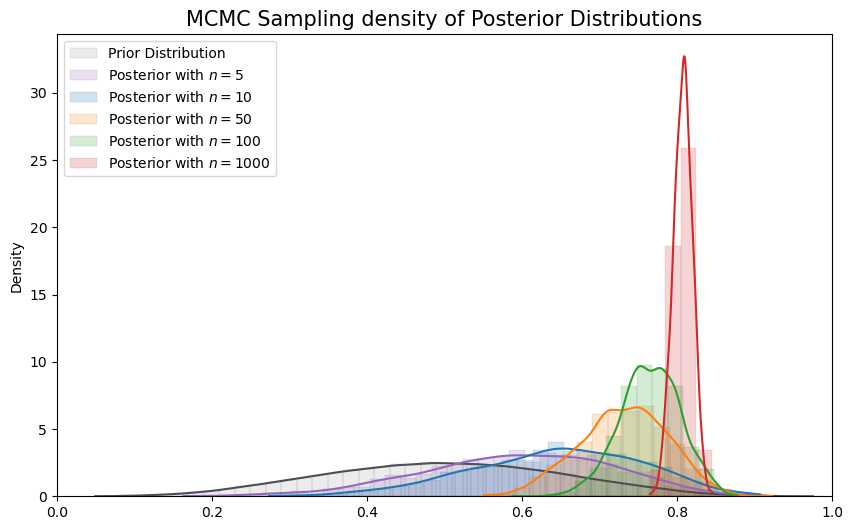 MCMC Sampling density of Posterior Distributions
Prior Distribution
Posterior with n = 5
Posterior with n = 10
Posterior with n = 50
Posterior with n = 100
Posterior with n = 1000
Density
30
25
20
15
10
5
0
0.0 0.2 0.4 0.6 0.8 1.0